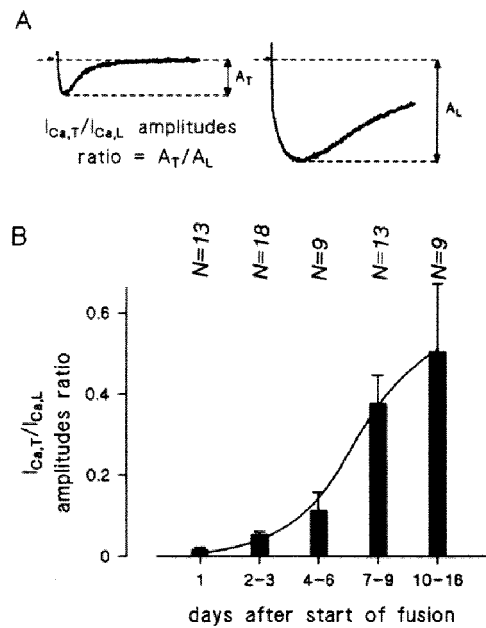 A
A_T
A_L
I_Ca,T/I_Ca,L amplitudes
ratio = A_T/A_L
B
N=13
N=18
N=9
N=13
N=9
I_Ca,T/I_Ca,L
amplitudes ratio
0.6
0.4
0.2
0
1
2-3
4-6
7-9
10-16
days after start of fusion